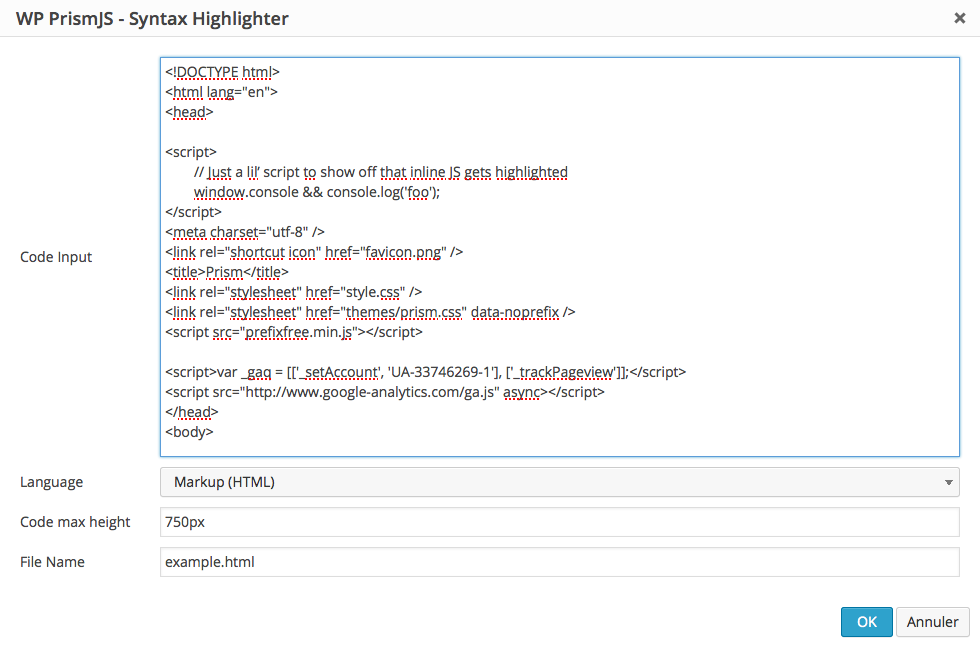 WP PrismJS - Syntax Highlighter
Code Input
<!DOCTYPE html>
<html lang="en">
<head>
<script>
// Just a lil’ script to show off that inline JS gets highlighted
window.console && console.log('foo');
</script>
<meta charset="utf-8" />
<link rel="shortcut icon" href="favicon.png" />
<title>Prism</title>
<link rel="stylesheet" href="style.css" />
<link rel="stylesheet" href="themes/prism.css" data-noprefix />
<script src="prefixfree.min.js"></script>
<script>var _gaq = [['_setAccount', 'UA-33746269-1'], ['_trackPageview']];</script>
<script src="http://www.google-analytics.com/ga.js" async></script>
</head>
<body>
Language
Markup (HTML)
Code max height
750px
File Name
example.html
OK
Annuler